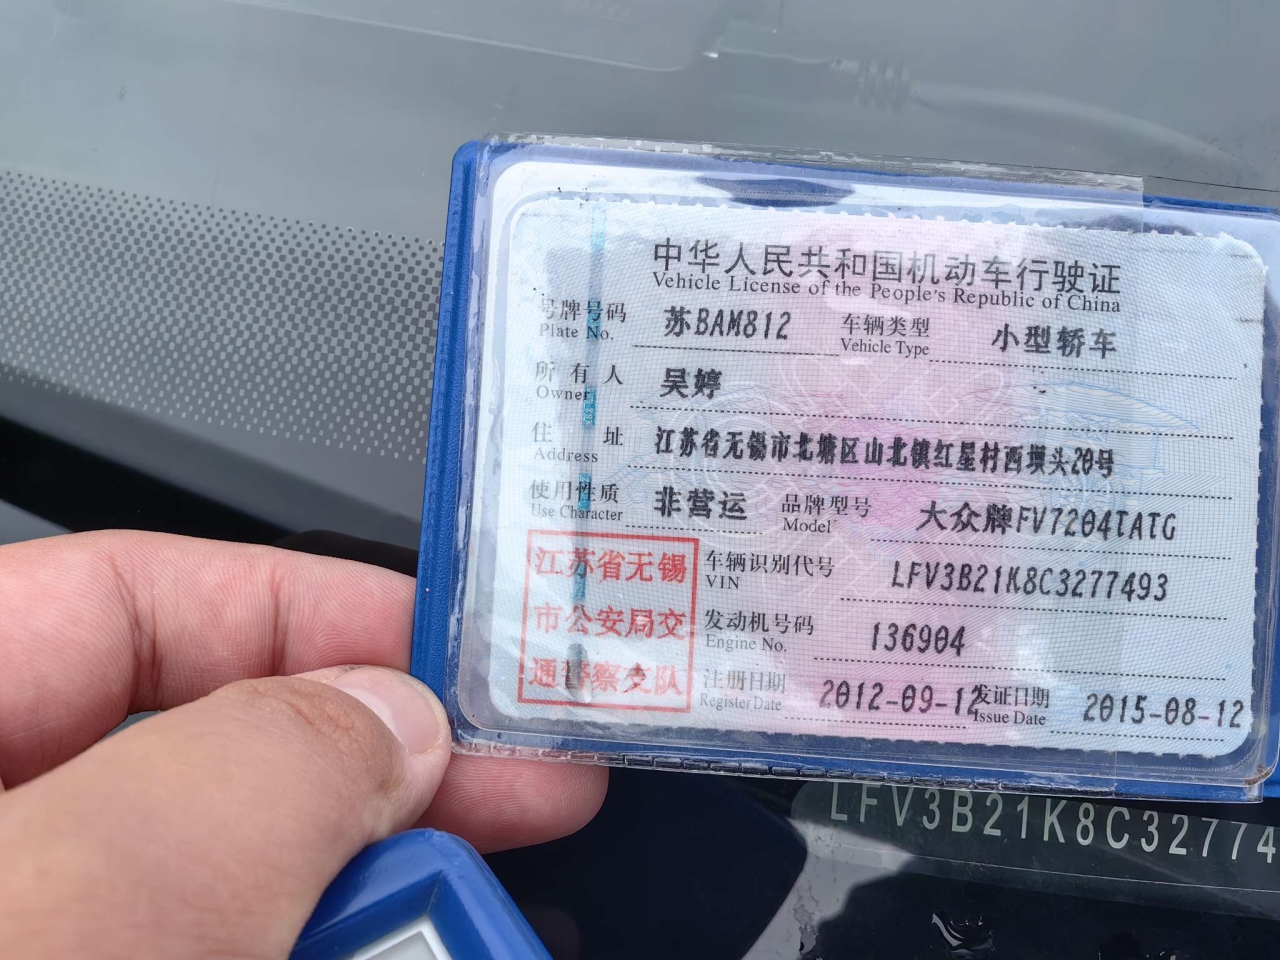 中华人民共和国机动车行驶证
Vehicle License of the People's Republic of China
号牌号码 苏BAM812 车辆类型 小型轿车
Plate No. Vehicle Type
所有人 吴婷
Owner
住址 江苏省无锡市北塘区山北镇红星村西坝头20号
Address
使用性质 非营运 品牌型号 大众牌FV7204TATG
Use Character Model
江苏省无锡
市公安局交
通警察支队
车辆识别代号 LFV3B21K8C3277493
VIN
发动机号码 136904
Engine No.
注册日期 2012-09-12 发证日期 2015-08-12
Register Date Issue Date
LFV3B21K8C32774